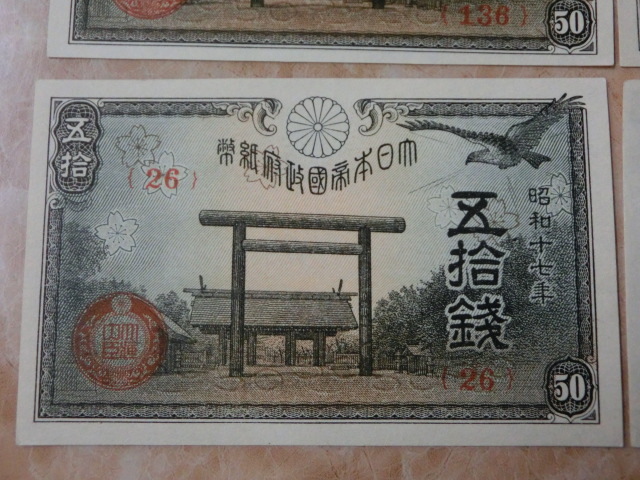 {136}
50
大日本帝國政府紙幣
五拾
{26}
昭和十七年
五拾錢
{26}
50